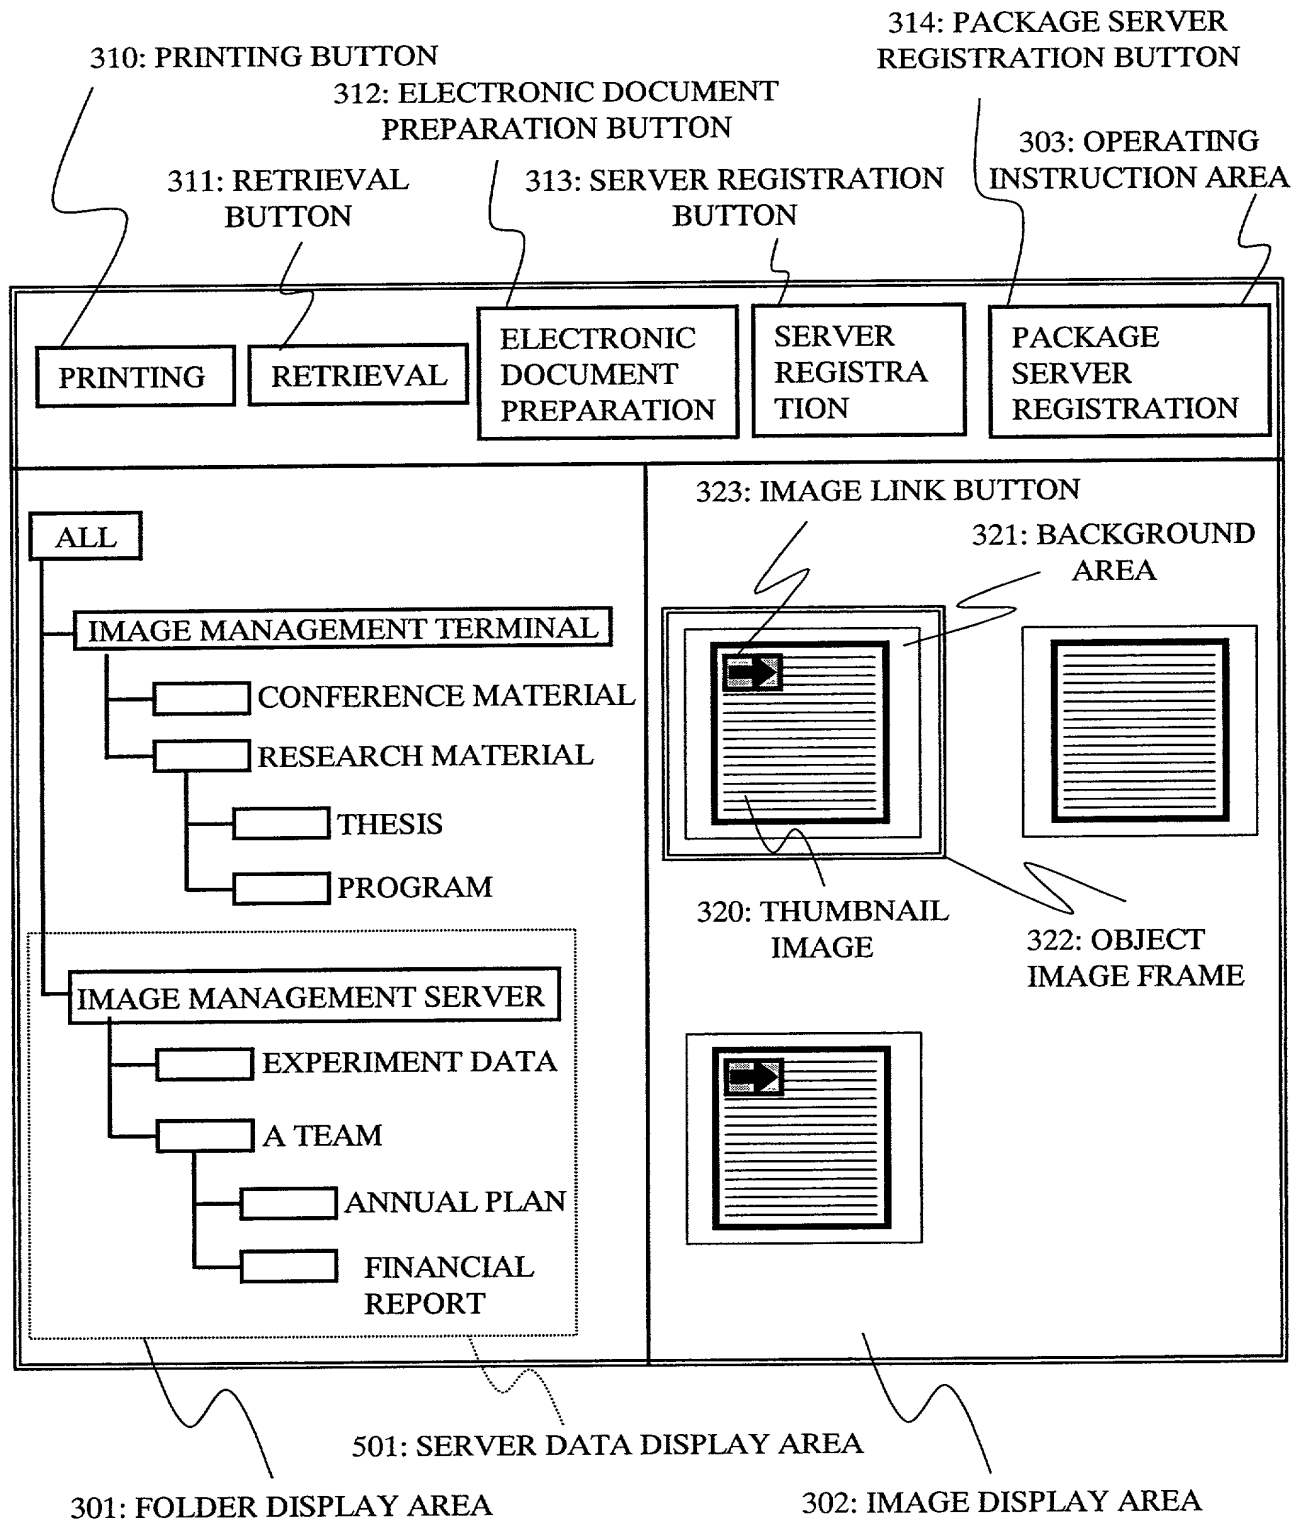 314: PACKAGE SERVER
REGISTRATION BUTTON
310: PRINTING BUTTON
312: ELECTRONIC DOCUMENT
PREPARATION BUTTON
303: OPERATING
INSTRUCTION AREA
311: RETRIEVAL
BUTTON
313: SERVER REGISTRATION
BUTTON
PRINTING
RETRIEVAL
ELECTRONIC
DOCUMENT
PREPARATION
SERVER
REGISTRA
TION
PACKAGE
SERVER
REGISTRATION
ALL
IMAGE MANAGEMENT TERMINAL
CONFERENCE MATERIAL
RESEARCH MATERIAL
THESIS
PROGRAM
IMAGE MANAGEMENT SERVER
EXPERIMENT DATA
A TEAM
ANNUAL PLAN
FINANCIAL
REPORT
323: IMAGE LINK BUTTON
321: BACKGROUND
AREA
320: THUMBNAIL
IMAGE
322: OBJECT
IMAGE FRAME
501: SERVER DATA DISPLAY AREA
301: FOLDER DISPLAY AREA
302: IMAGE DISPLAY AREA